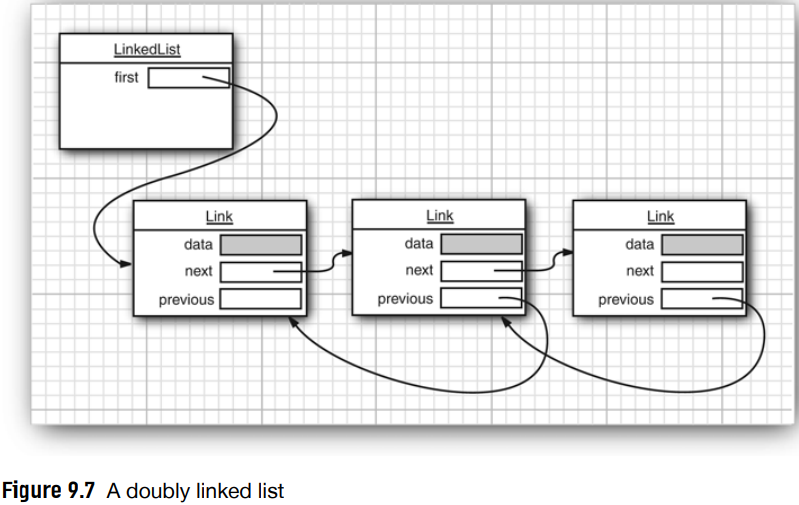 LinkedList
first
Link
data
next
previous
Link
data
next
previous
Link
data
next
previous
Figure 9.7 A doubly linked list